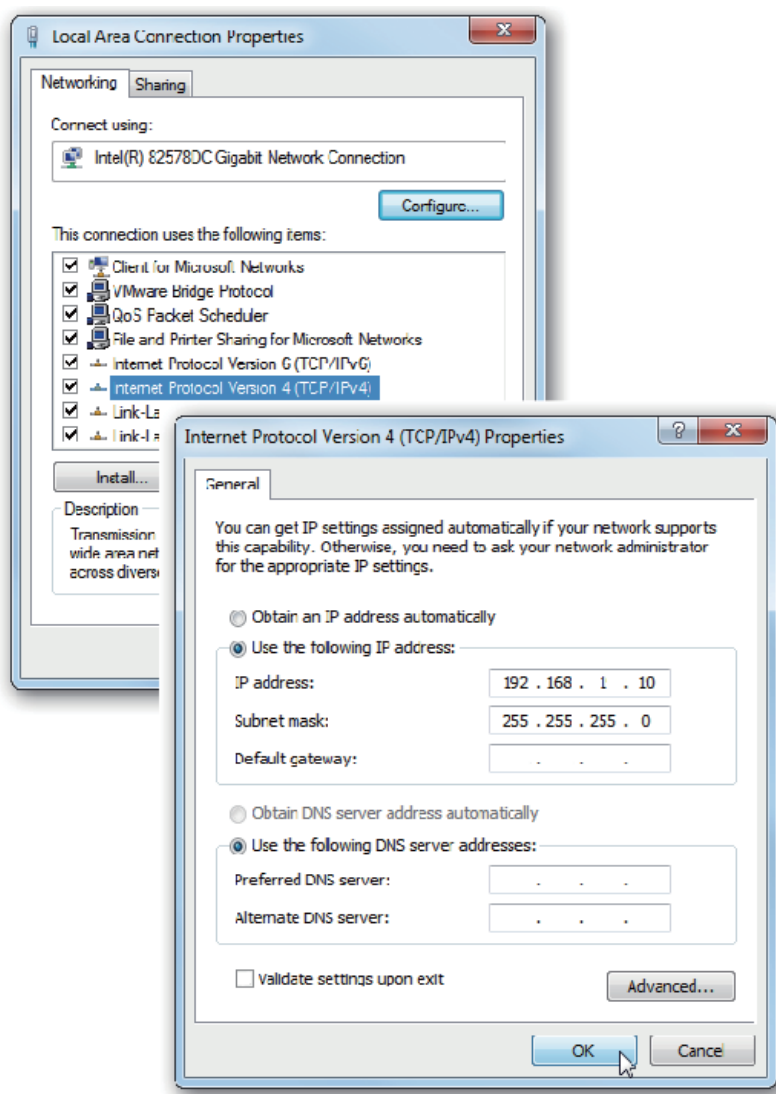 Local Area Connection Properties
Networking
Sharing
Connect using:
Intel(R) 82578DC Gigabit Network Connection
Configure...
This connection uses the following items:
Client for Microsoft Networks
VMware Bridge Protocol
QoS Packet Scheduler
File and Printer Sharing for Microsoft Networks
Internet Protocol Version 6 (TCP/IPv6)
Internet Protocol Version 4 (TCP/IPv4)
Link-La
Link-La
Install...
Description
Transmission
wide area net
across diverse
Internet Protocol Version 4 (TCP/IPv4) Properties
?
General
You can get IP settings assigned automatically if your network supports
this capability. Otherwise, you need to ask your network administrator
for the appropriate IP settings.
Obtain an IP address automatically
Use the following IP address:
IP address: 192 . 168 . 1 . 10
Subnet mask: 255 . 255 . 255 . 0
Default gateway: . . .
Obtain DNS server address automatically
Use the following DNS server addresses:
Preferred DNS server: . . .
Alternate DNS server: . . .
Validate settings upon exit
Advanced...
OK
Cancel